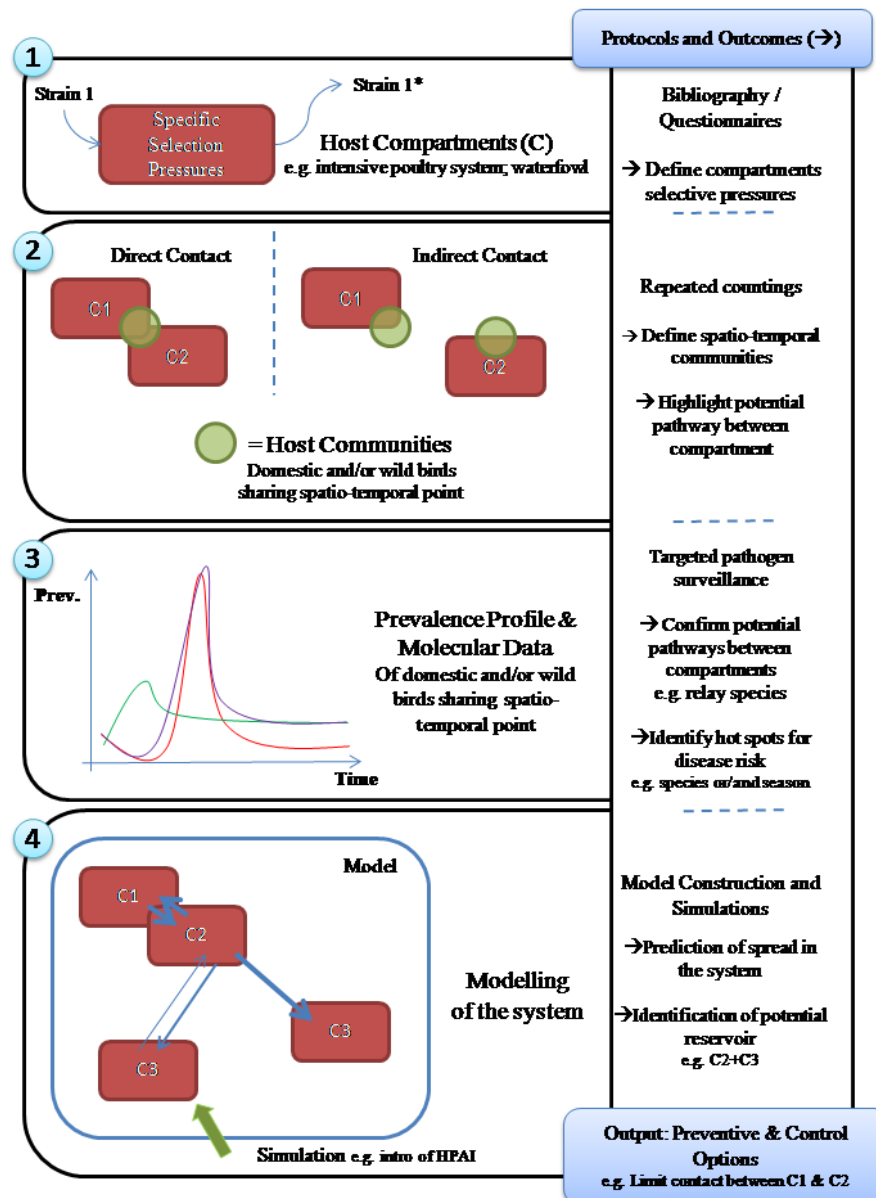 Protocols and Outcomes (→)
1
Strain 1
Strain 1*
Specific
Selection
Pressures
Host Compartments (C)
e.g. intensive poultry system; waterfowl
Bibliography /
Questionnaires
→ Define compartments
selective pressures
2
Direct Contact
Indirect Contact
C1
C2
C1
C2
= Host Communities
Domestic and/or wild birds
sharing spatio-temporal point
Repeated countings
→ Define spatio-temporal
communities
→ Highlight potential
pathway between
compartment
3
Prev.
Time
Prevalence Profile &
Molecular Data
Of domestic and/or wild
birds sharing spatio-
temporal point
Targeted pathogen
surveillance
→ Confirm potential
pathways between
compartments
e.g. relay species
→Identify hot spots for
disease risk
e.g. species or/and season
4
Model
C1
C2
C3
C3
Simulation e.g. intro of HPAI
Modelling
of the system
Model Construction and
Simulations
→Prediction of spread in
the system
→Identification of potential
reservoir
e.g. C2+C3
Output: Preventive & Control
Options
e.g. Limit contact between C1 & C2